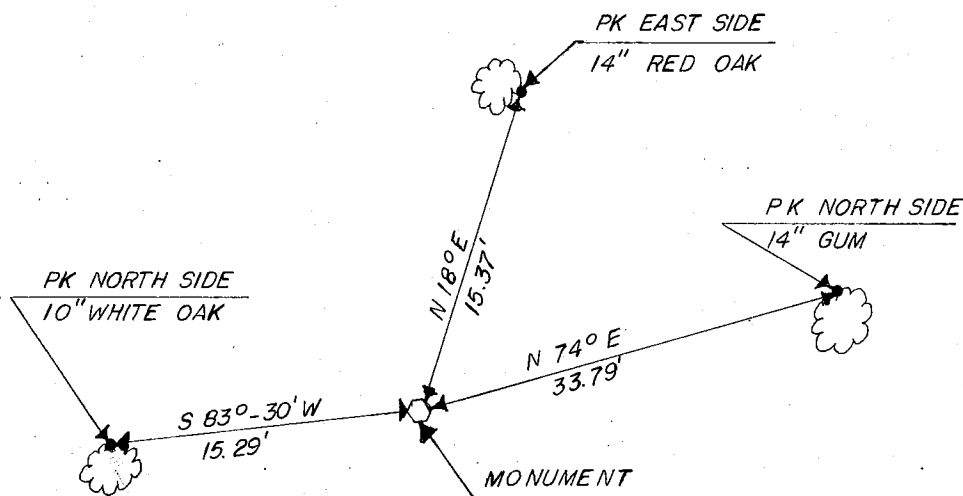 PK EAST SIDE
14" RED OAK
PK NORTH SIDE
14" GUM
N 18° E
15.37'
PK NORTH SIDE
10" WHITE OAK
N 74° E
33.79'
S 83°-30' W
15.29'
MONUMENT